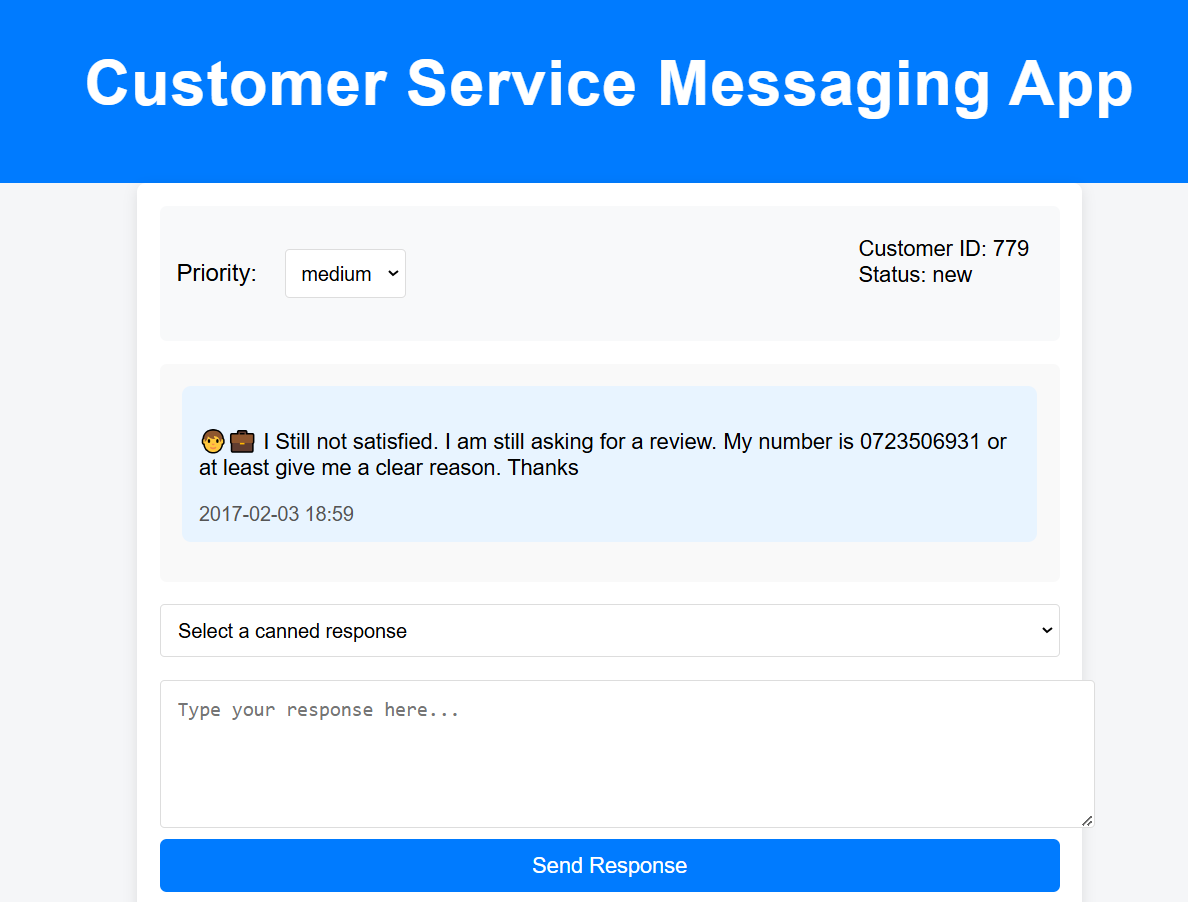 Customer Service Messaging App
Priority:
medium
Customer ID: 779
Status: new
I Still not satisfied. I am still asking for a review. My number is 0723506931 or
at least give me a clear reason. Thanks
2017-02-03 18:59
Select a canned response
Type your response here...
Send Response